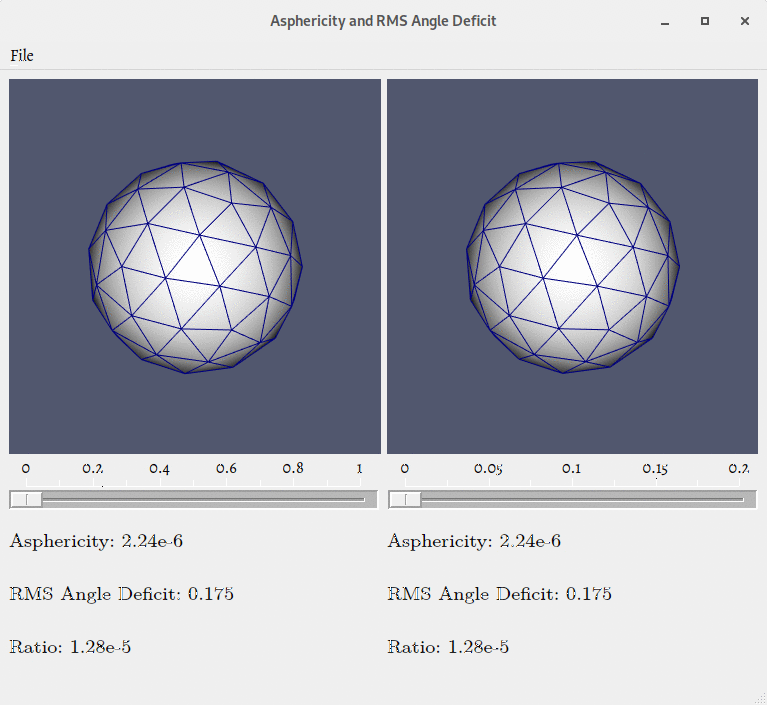 Asphericity and RMS Angle Deficit
File
0 0.2 0.4 0.6 0.8 1
0 0.05 0.1 0.15 0.2
Asphericity: 2.24e-6
Asphericity: 2.24e-6
RMS Angle Deficit: 0.175
RMS Angle Deficit: 0.175
Ratio: 1.28e-5
Ratio: 1.28e-5